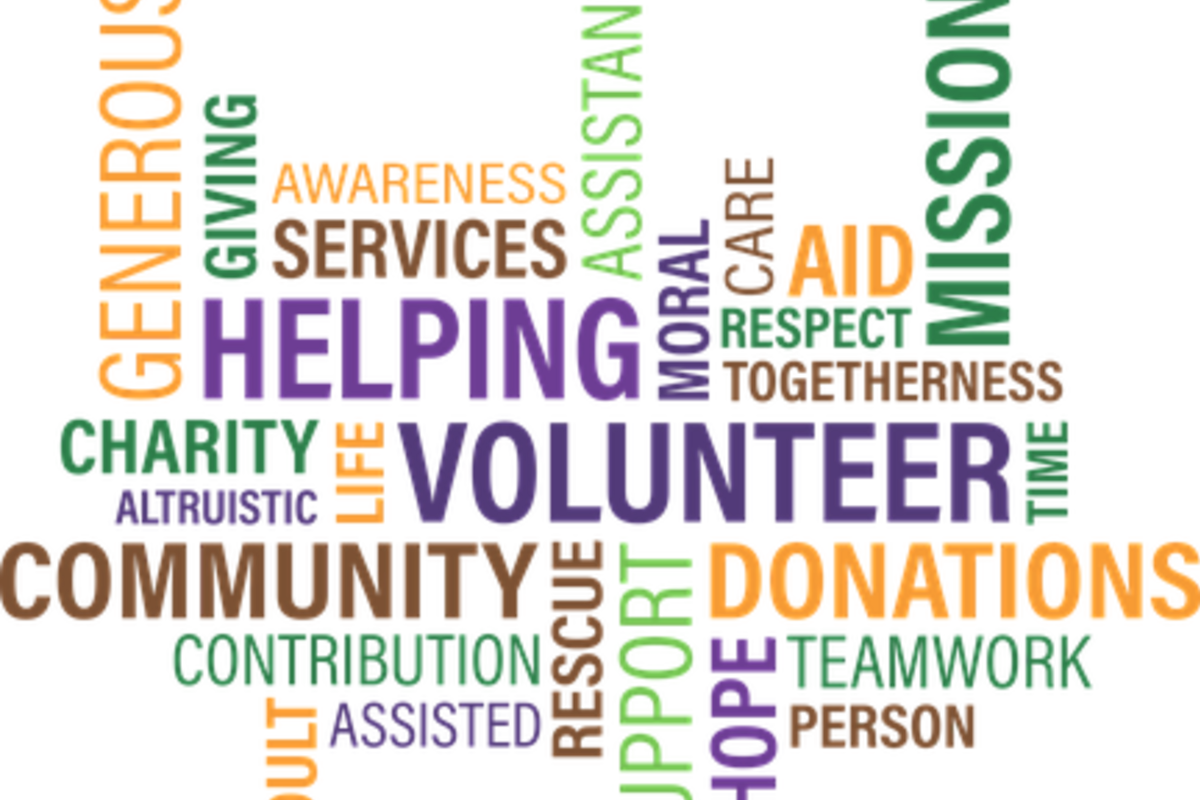 GENEROUS
GIVING
AWARENESS
SERVICES
ASSISTAN
MORAL
CARE
AID
RESPECT
MISSION
HELPING
TOGETHERNESS
CHARITY
ALTRUISTIC
LIFE
VOLUNTEER
TIME
COMMUNITY
RESCUE
UPPORT
DONATIONS
CONTRIBUTION
ASSISTED
HOPE
TEAMWORK
PERSON